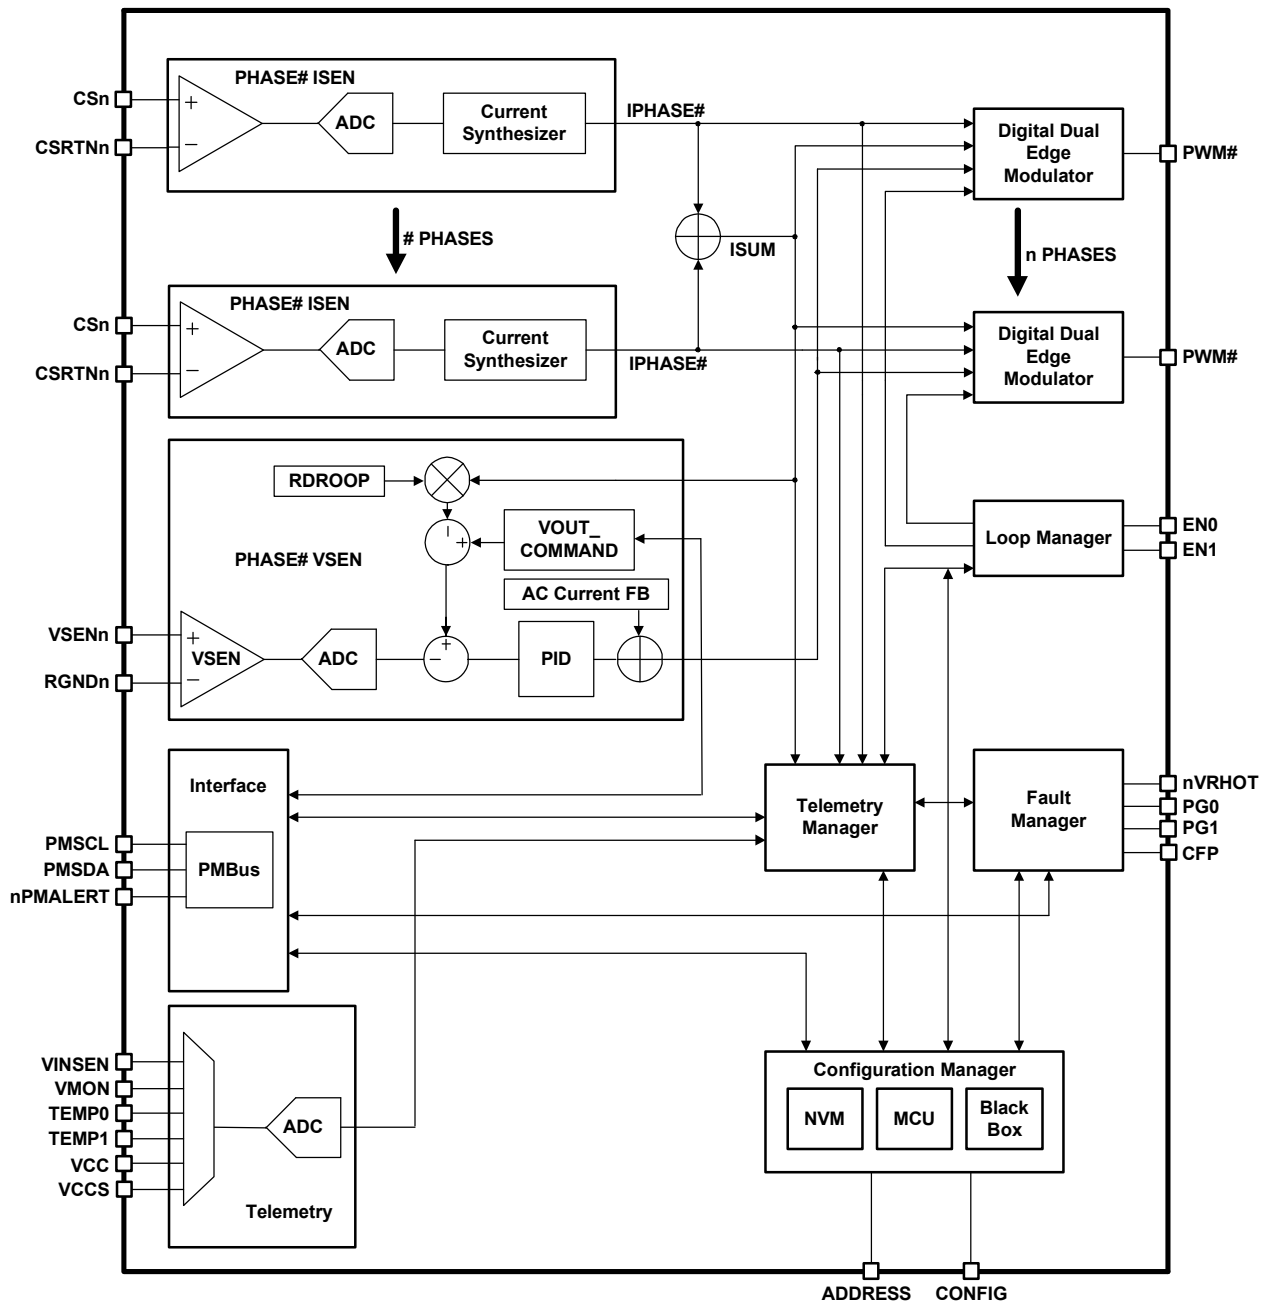 PHASE# ISEN
CSn
CSRTNn
+
−
ADC
Current
Synthesizer
IPHASE#
Digital Dual
Edge
Modulator
PWM#
# PHASES
ISUM
n PHASES
PHASE# ISEN
CSn
CSRTNn
+
−
ADC
Current
Synthesizer
IPHASE#
Digital Dual
Edge
Modulator
PWM#
RDROOP
−
+
VOUT_
COMMAND
PHASE# VSEN
AC Current FB
VSENn
RGNDn
+
VSEN
−
ADC
+
−
PID
Loop Manager
EN0
EN1
Interface
PMBus
PMSCL
PMSDA
nPMALERT
Telemetry
Manager
Fault
Manager
nVRHOT
PG0
PG1
CFP
VINSEN
VMON
TEMP0
TEMP1
VCC
VCCS
ADC
Telemetry
Configuration Manager
NVM
MCU
Black
Box
ADDRESS
CONFIG